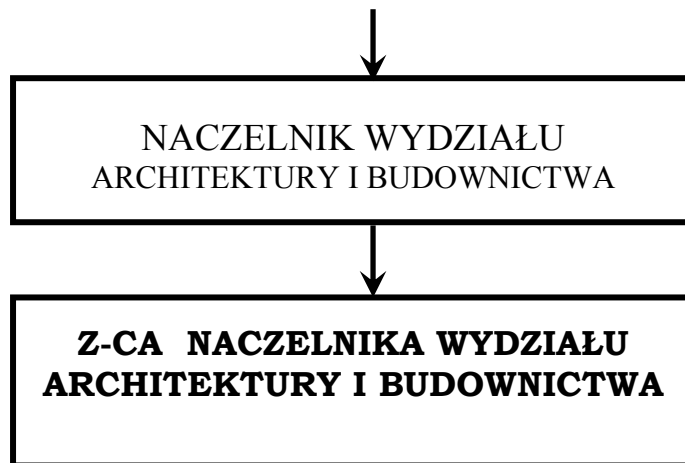 NACZELNIK WYDZIAŁU
ARCHITEKTURY I BUDOWNICTWA
Z-CA NACZELNIKA WYDZIAŁU
ARCHITEKTURY I BUDOWNICTWA